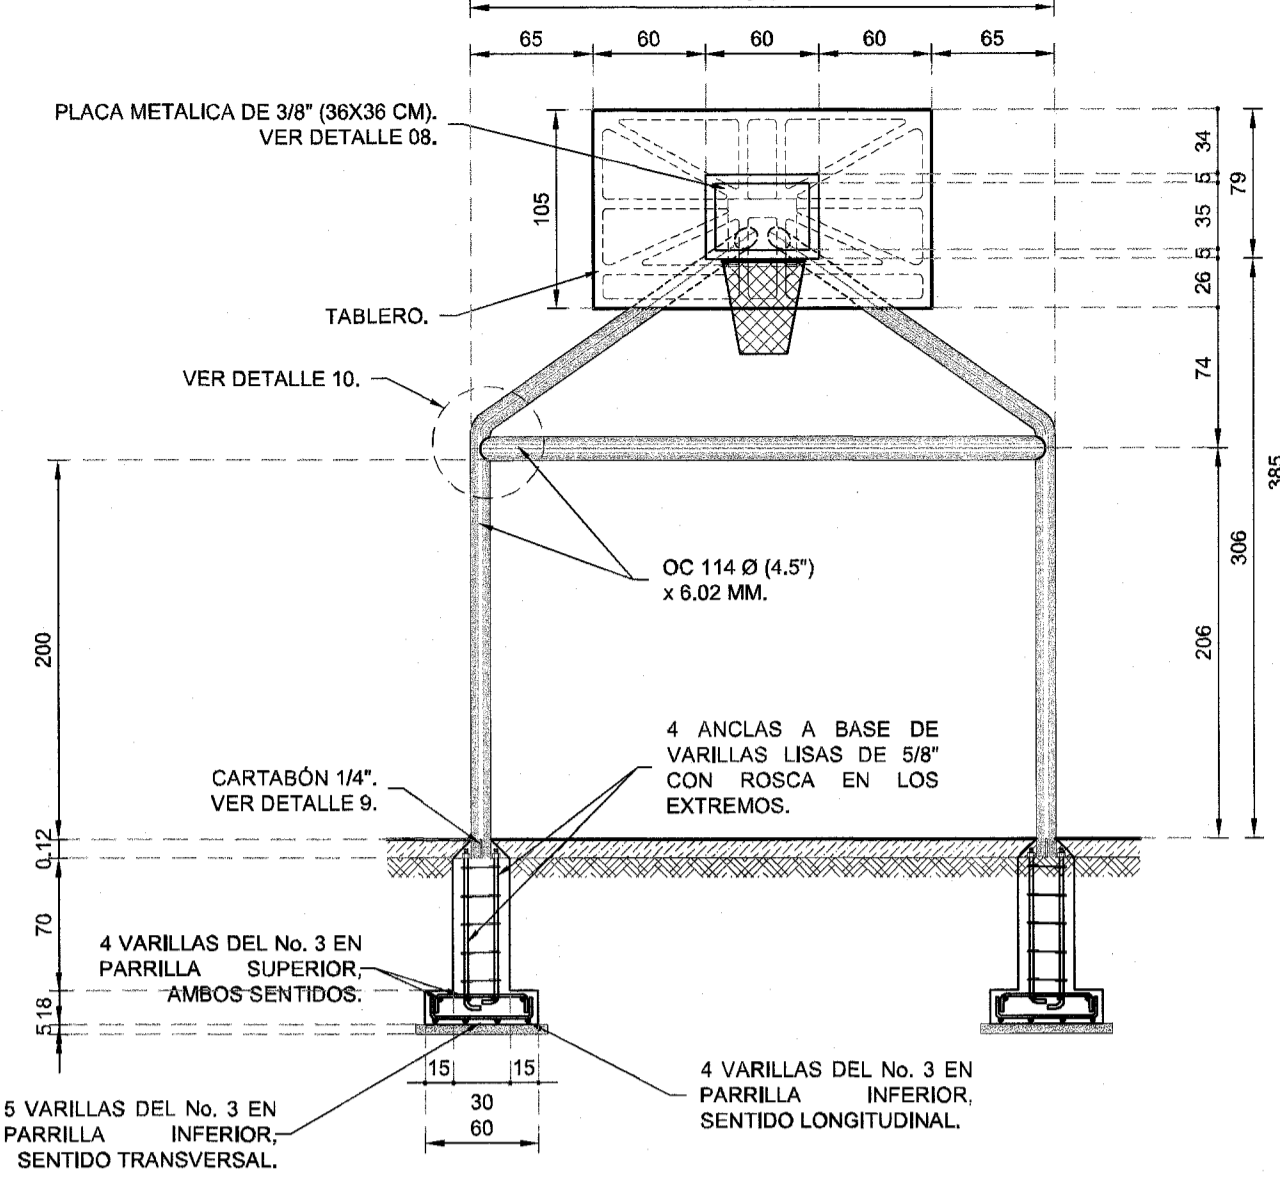 65 60 60 60 65
PLACA METALICA DE 3/8" (36X36 CM).
VER DETALLE 08.
105
34
5
35
5
26
79
TABLERO.
74
VER DETALLE 10.
385
306
OC 114 Ø (4.5")
x 6.02 MM.
200
206
4 ANCLAS A BASE DE
VARILLAS LISAS DE 5/8"
CON ROSCA EN LOS
EXTREMOS.
CARTABÓN 1/4".
VER DETALLE 9.
0.12
70
4 VARILLAS DEL No. 3 EN
PARRILLA SUPERIOR,
AMBOS SENTIDOS.
18
5
15 15
30
60
4 VARILLAS DEL No. 3 EN
PARRILLA INFERIOR,
SENTIDO LONGITUDINAL.
5 VARILLAS DEL No. 3 EN
PARRILLA INFERIOR,
SENTIDO TRANSVERSAL.